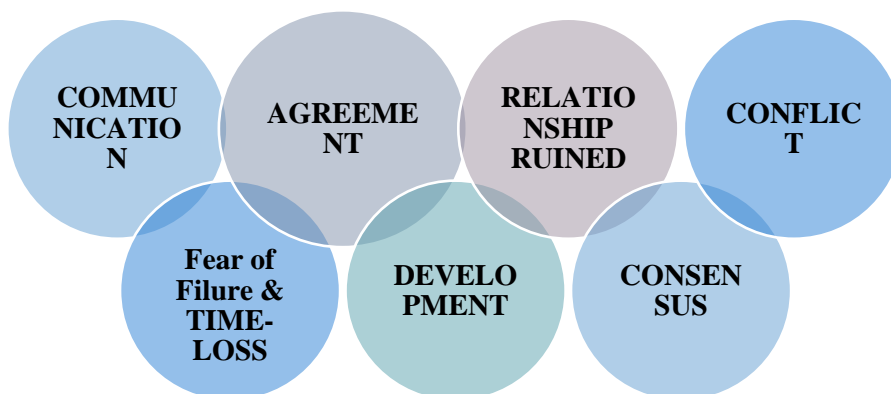 COMMU
NICATIO
N
AGREEME
NT
RELATIO
NSHIP
RUINED
CONFLIC
T
Fear of
Filure &
TIME-
LOSS
DEVELO
PMENT
CONSEN
SUS